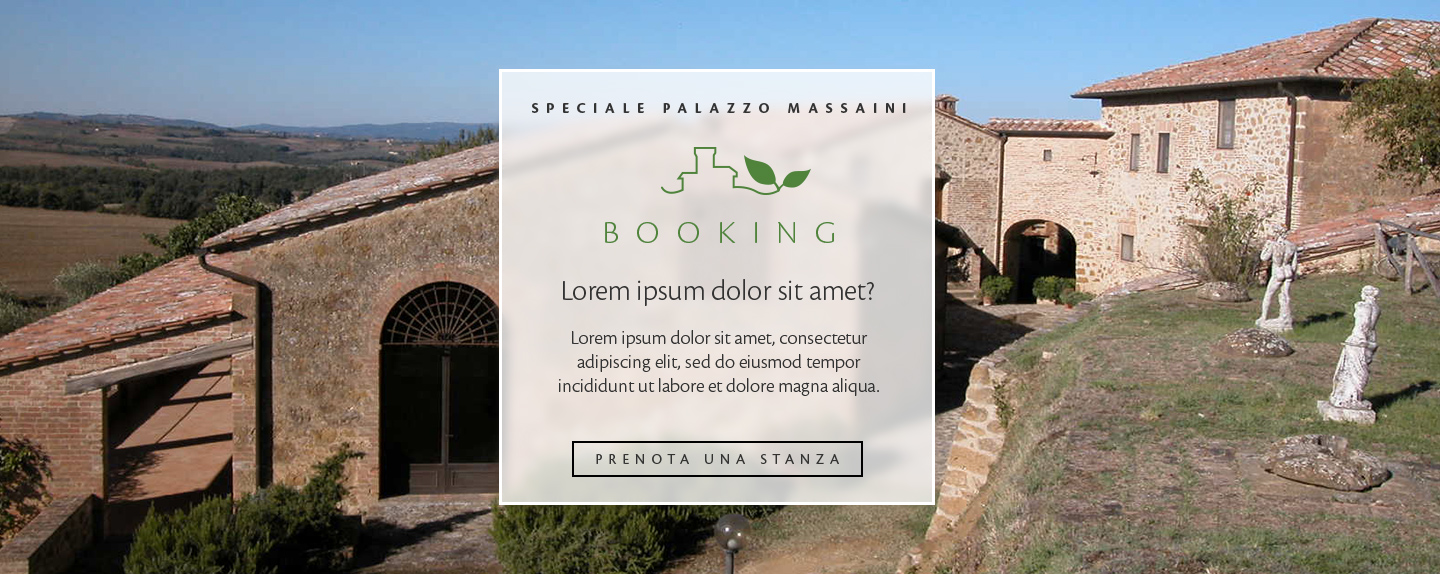 SPECIALE PALAZZO MASSAINI
BOOKING
Lorem ipsum dolor sit amet?
Lorem ipsum dolor sit amet, consectetur
adipiscing elit, sed do eiusmod tempor
incididunt ut labore et dolore magna aliqua.
PRENOTA UNA STANZA